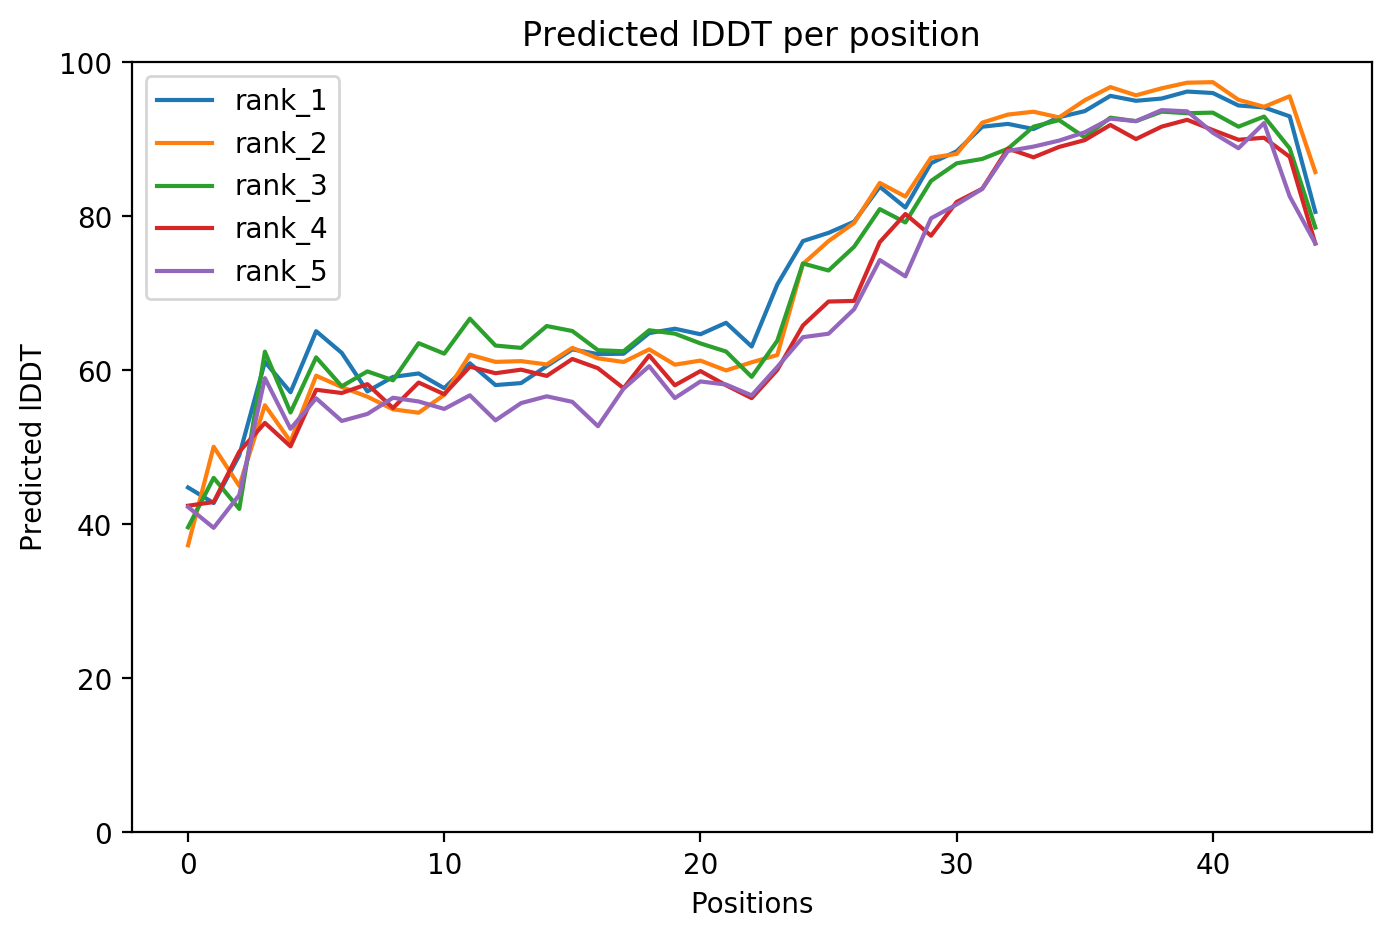 Predicted lDDT per position
100
80
60
40
20
0
Predicted lDDT
rank_1
rank_2
rank_3
rank_4
rank_5
0 10 20 30 40
Positions